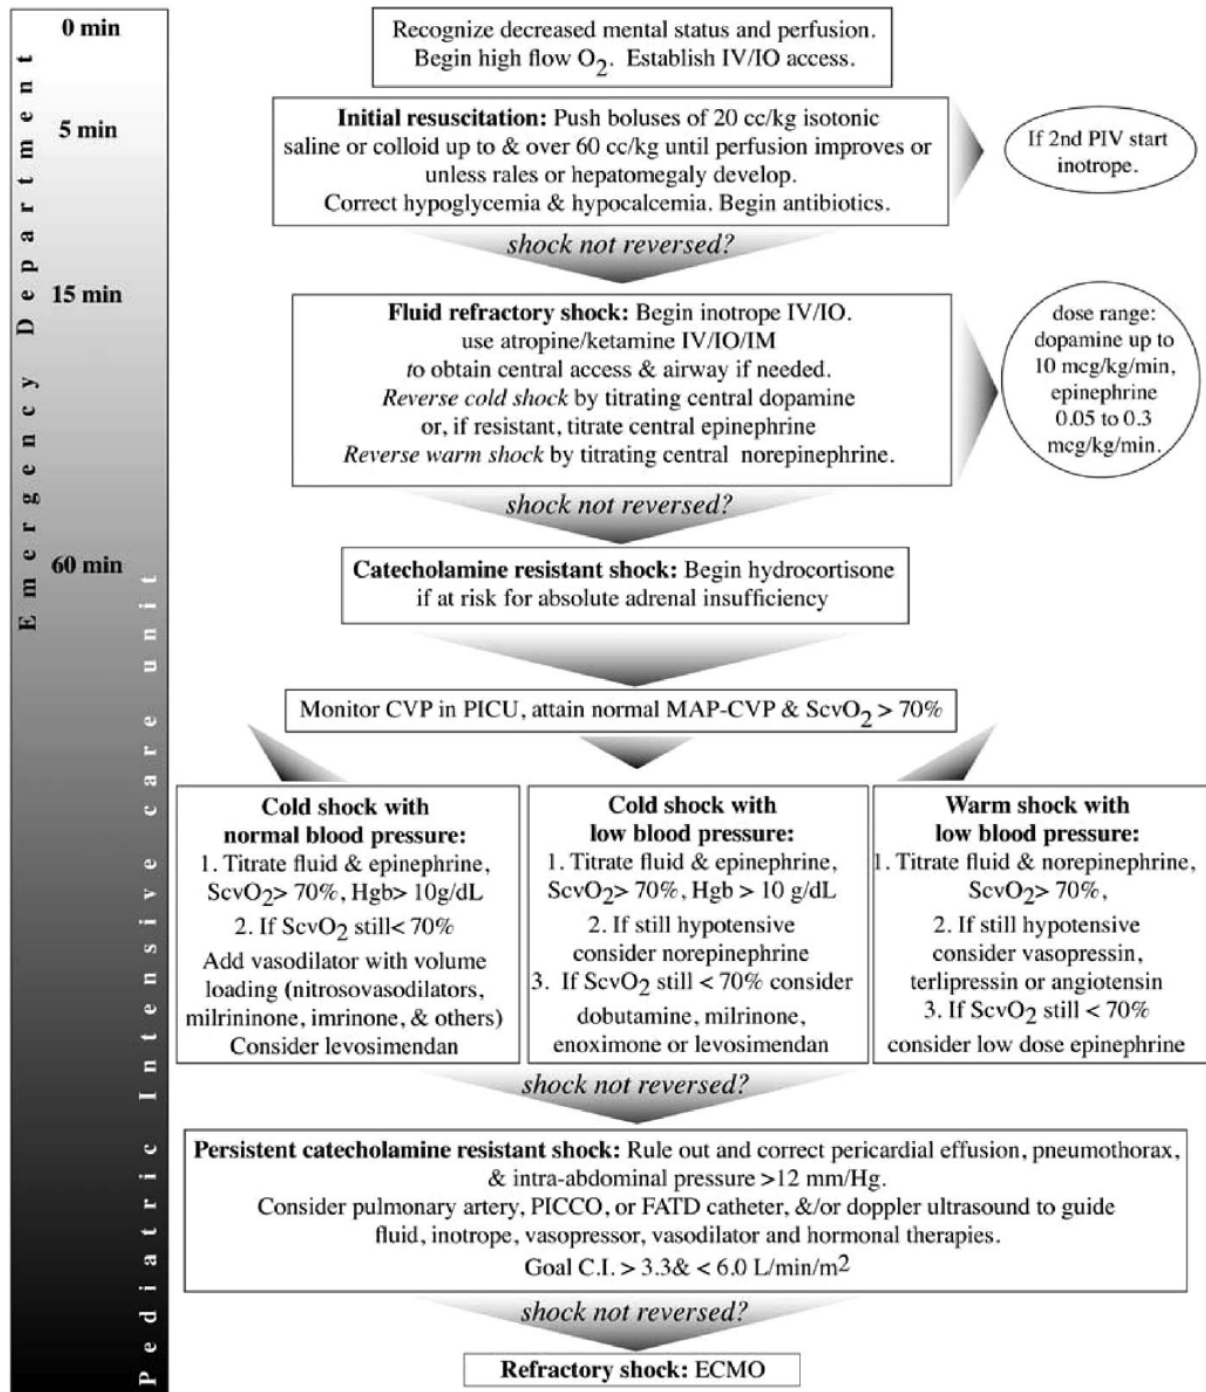 0 min
5 min
15 min
60 min
Emergency Department
Pediatric Intensive care unit
Recognize decreased mental status and perfusion.
Begin high flow O2. Establish IV/IO access.
Initial resuscitation: Push boluses of 20 cc/kg isotonic
saline or colloid up to & over 60 cc/kg until perfusion improves or
unless rales or hepatomegaly develop.
Correct hypoglycemia & hypocalcemia. Begin antibiotics.
If 2nd PIV start
inotrope.
shock not reversed?
Fluid refractory shock: Begin inotrope IV/IO.
use atropine/ketamine IV/IO/IM
to obtain central access & airway if needed.
Reverse cold shock by titrating central dopamine
or, if resistant, titrate central epinephrine
Reverse warm shock by titrating central norepinephrine.
dose range:
dopamine up to
10 mcg/kg/min,
epinephrine
0.05 to 0.3
mcg/kg/min.
shock not reversed?
Catecholamine resistant shock: Begin hydrocortisone
if at risk for absolute adrenal insufficiency
Monitor CVP in PICU, attain normal MAP-CVP & ScvO2 > 70%
Cold shock with
normal blood pressure:
1. Titrate fluid & epinephrine,
ScvO2> 70%, Hgb> 10g/dL
2. If ScvO2 still< 70%
Add vasodilator with volume
loading (nitrosovasodilators,
milrininone, imrinone, & others)
Consider levosimendan
Cold shock with
low blood pressure:
1. Titrate fluid & epinephrine,
ScvO2> 70%, Hgb > 10 g/dL
2. If still hypotensive
consider norepinephrine
3. If ScvO2 still < 70% consider
dobutamine, milrinone,
enoximone or levosimendan
Warm shock with
low blood pressure:
1. Titrate fluid & norepinephrine,
ScvO2> 70%,
2. If still hypotensive
consider vasopressin,
terlipressin or angiotensin
3. If ScvO2 still < 70%
consider low dose epinephrine
shock not reversed?
Persistent catecholamine resistant shock: Rule out and correct pericardial effusion, pneumothorax,
& intra-abdominal pressure >12 mm/Hg.
Consider pulmonary artery, PICCO, or FATD catheter, &/or doppler ultrasound to guide
fluid, inotrope, vasopressor, vasodilator and hormonal therapies.
Goal C.I. > 3.3& < 6.0 L/min/m2
shock not reversed?
Refractory shock: ECMO